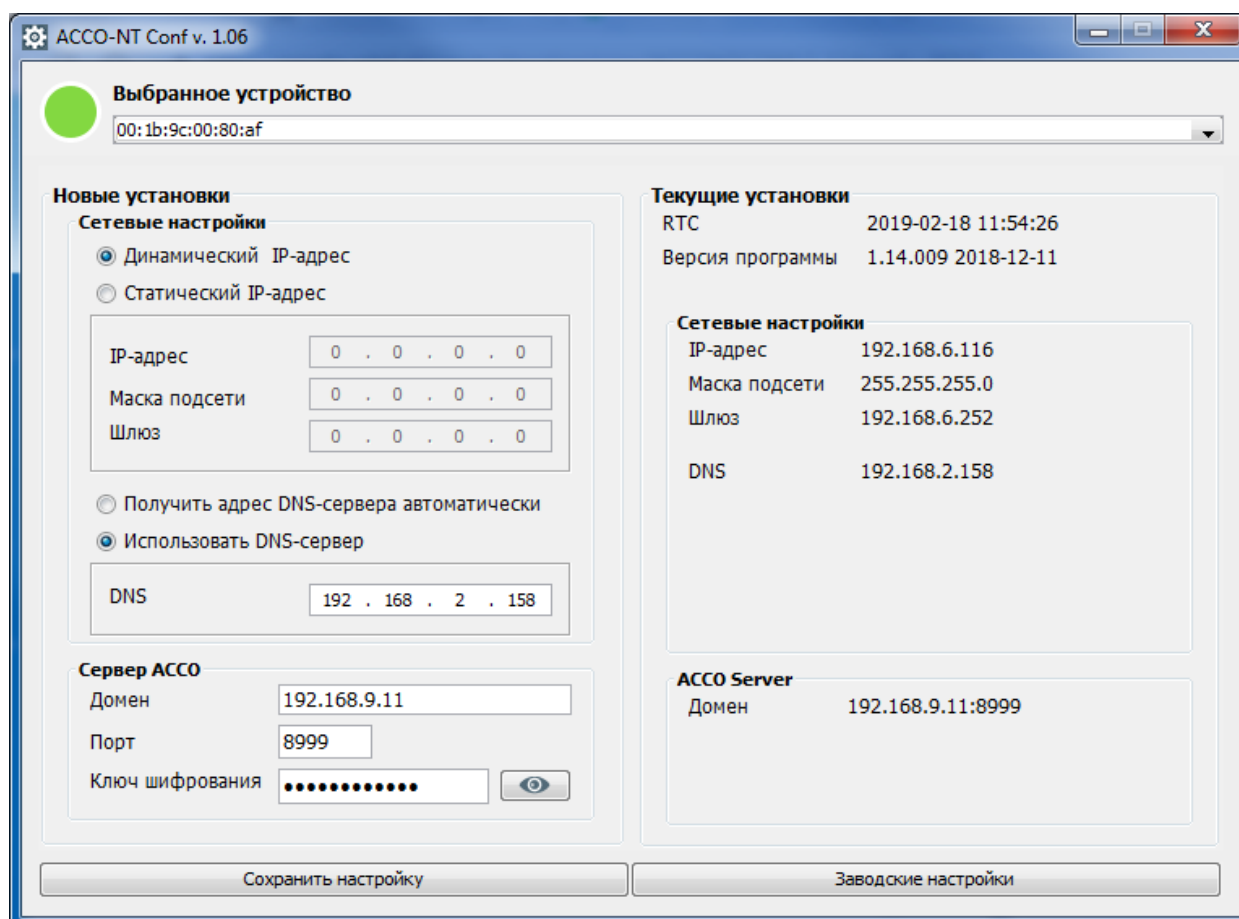 ACCO-NT Conf v. 1.06
Выбранное устройство
00:1b:9c:00:80:af
Новые установки
Сетевые настройки
Динамический IP-адрес
Статический IP-адрес
IP-адрес 0 . 0 . 0 . 0
Маска подсети 0 . 0 . 0 . 0
Шлюз 0 . 0 . 0 . 0
Получить адрес DNS-сервера автоматически
Использовать DNS-сервер
DNS 192 . 168 . 2 . 158
Сервер ACCO
Домен 192.168.9.11
Порт 8999
Ключ шифрования ●●●●●●●●●●●●
Текущие установки
RTC 2019-02-18 11:54:26
Версия программы 1.14.009 2018-12-11
Сетевые настройки
IP-адрес 192.168.6.116
Маска подсети 255.255.255.0
Шлюз 192.168.6.252
DNS 192.168.2.158
ACCO Server
Домен 192.168.9.11:8999
Сохранить настройку
Заводские настройки